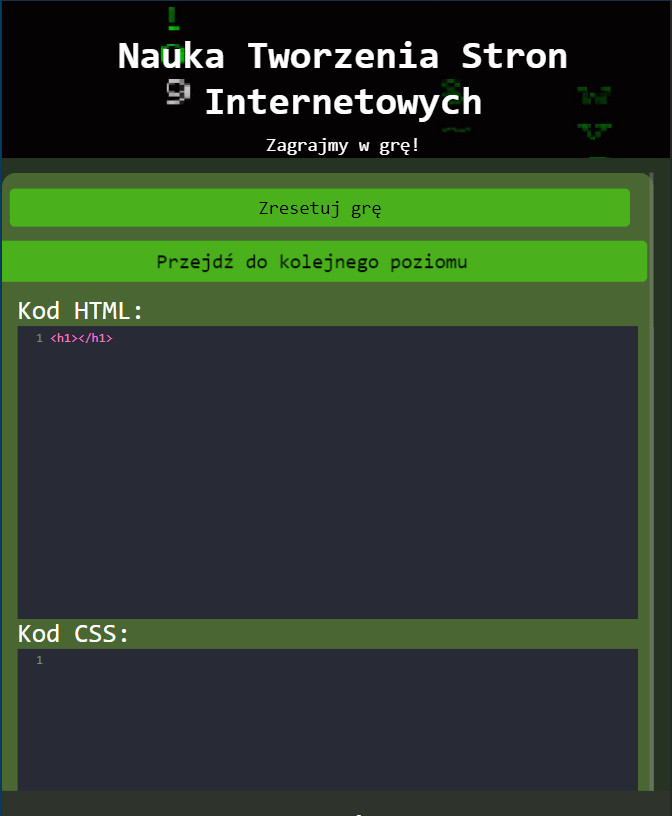 Nauka Tworzenia Stron
Internetowych
Zagrajmy w grę!
Zresetuj grę
Przejdź do kolejnego poziomu
Kod HTML:
1 <h1></h1>
Kod CSS:
1